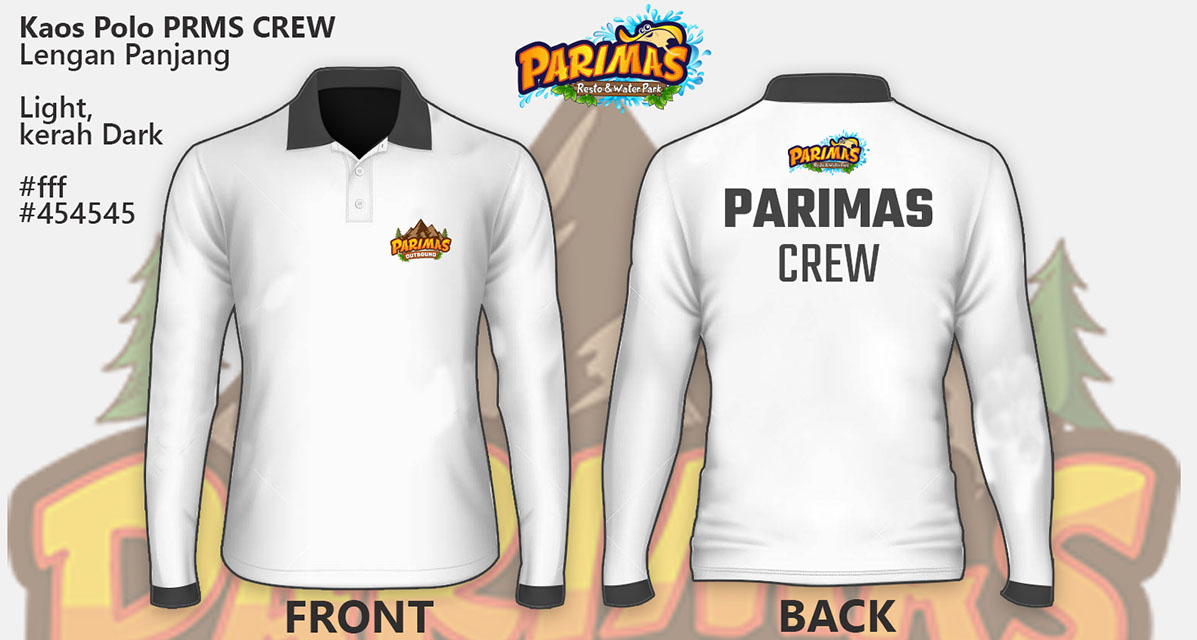 Kaos Polo PRMS CREW
Lengan Panjang
Light,
kerah Dark
#fff
#454545
PARIMAS
Resto & Water Park
PARIMAS
OUTBOUND
PARIMAS
Resto & Water Park
PARIMAS
CREW
PARIMAS
FRONT
BACK